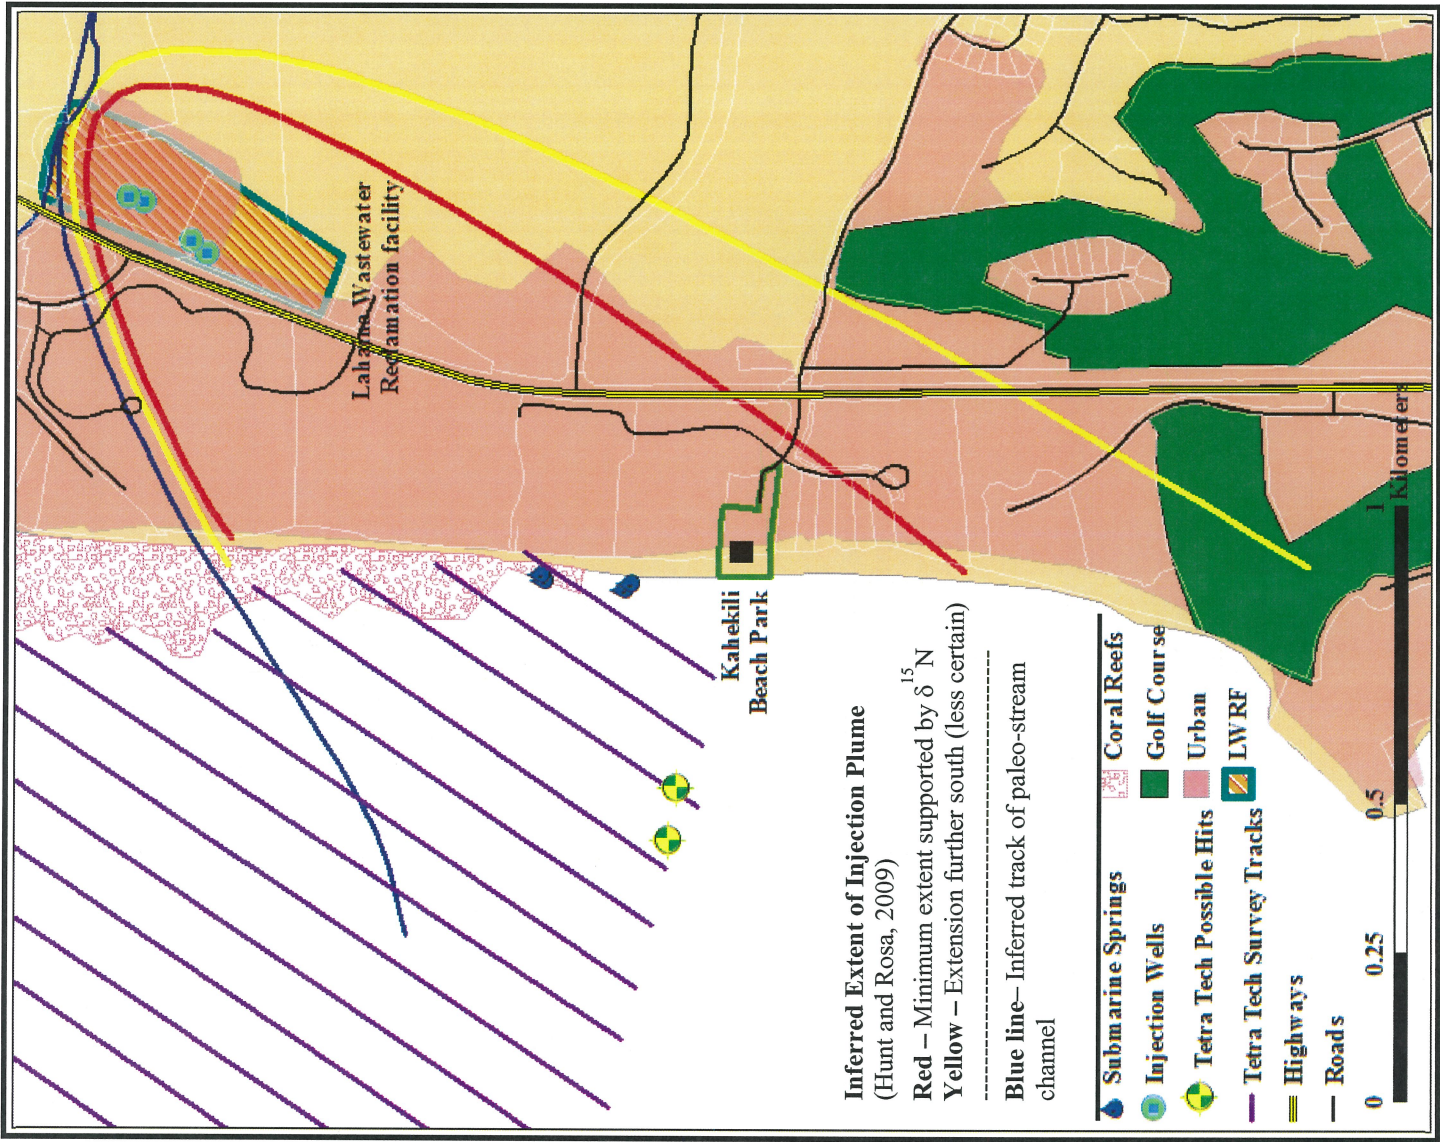 Lahaina Wastewater
Reclamation facility
Kahekili
Beach Park
Inferred Extent of Injection Plume
(Hunt and Rosa, 2009)
Red – Minimum extent supported by δ 15 N
Yellow – Extension further south (less certain)
Blue line– Inferred track of paleo-stream
channel
Submarine Springs
Injection Wells
Tetra Tech Possible Hits
Tetra Tech Survey Tracks
Highways
Roads
Coral Reefs
Golf Course
Urban
LWRF
0 0.25 0.5 1
Kilometers